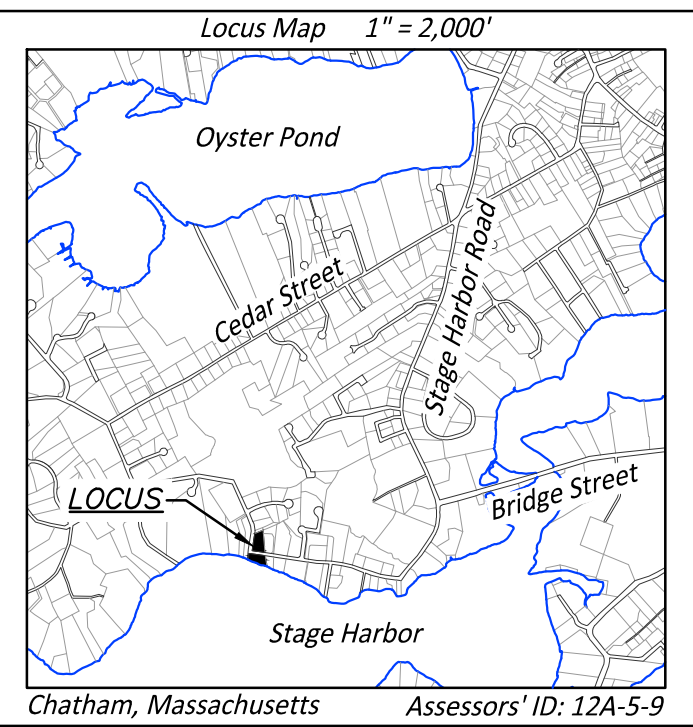 Locus Map 1" = 2,000'
Oyster Pond
Cedar Street
Stage Harbor Road
LOCUS
Bridge Street
Stage Harbor
Chatham, Massachusetts Assessors' ID: 12A-5-9